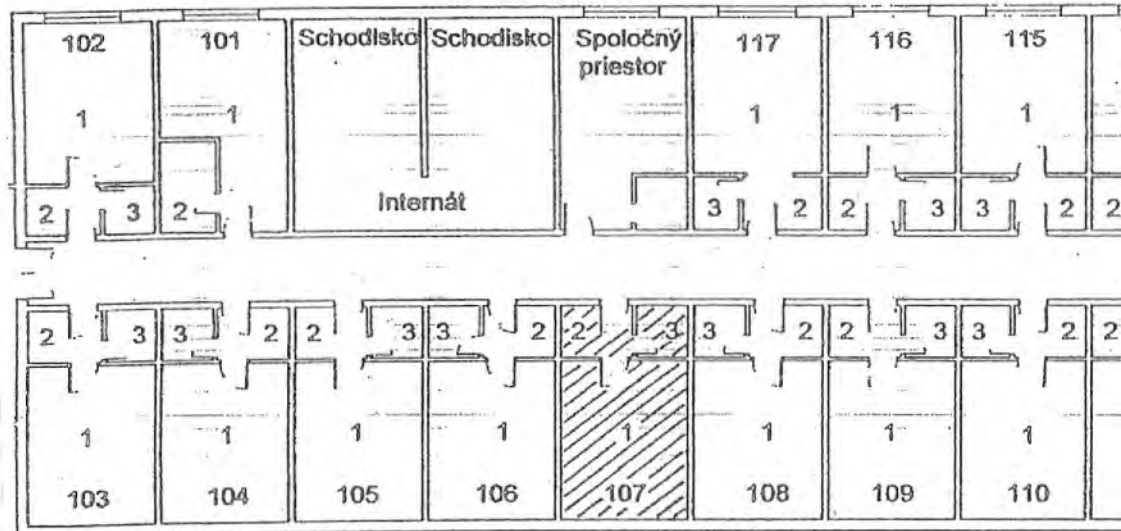 102 101 Schodisko Schodisko Spoločný 117 116 115
priestor
1 1 1 1 1
Internát
2 3 2 3 2 2 3 3 2 2
2 3 3 2 2 3 3 2 2 3 3 2 2 3 3 2 2
1 1 1 1 1 1 1 1
103 104 105 106 107 108 109 110